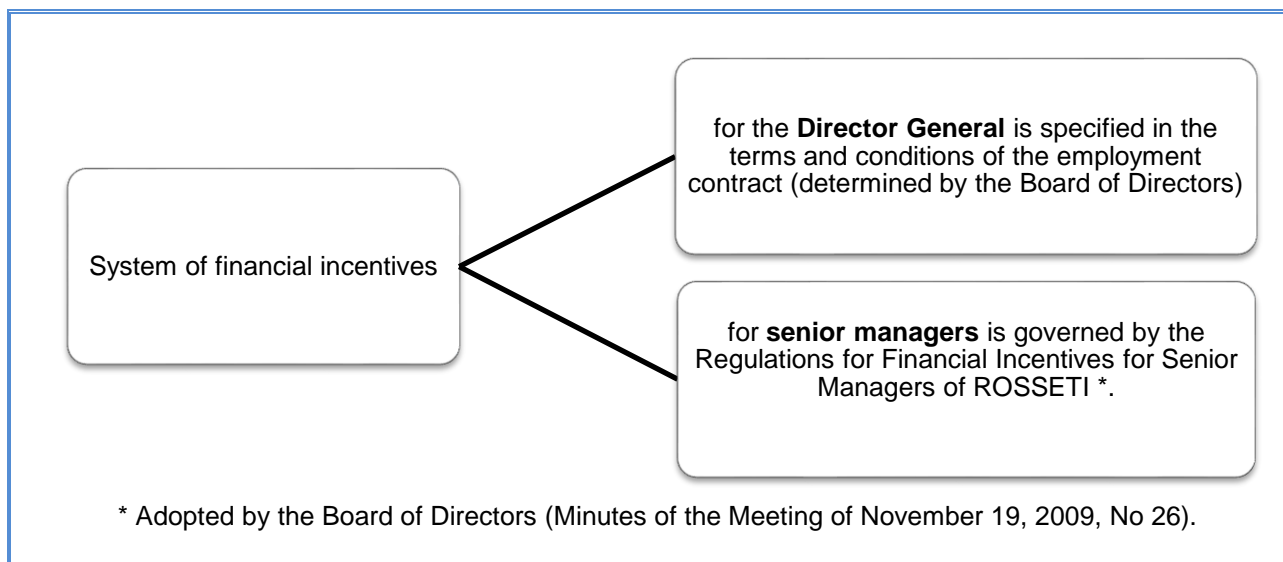 for the Director General is specified in the
terms and conditions of the employment
contract (determined by the Board of Directors)
System of financial incentives
for senior managers is governed by the
Regulations for Financial Incentives for Senior
Managers of ROSSETI *.
* Adopted by the Board of Directors (Minutes of the Meeting of November 19, 2009, No 26).